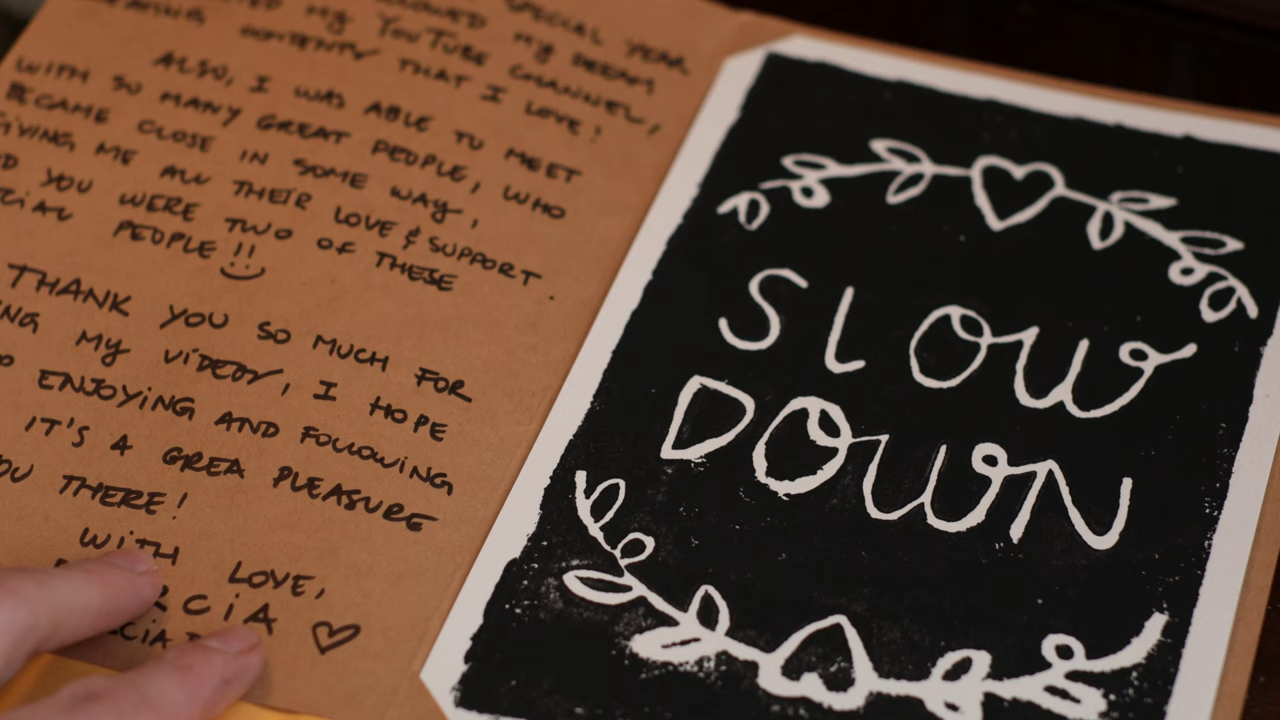 SPECIAL YEAR
MY DREAM
MY YOUTUBE CHANNEL,
CONTENTS THAT I LOVE!
ALSO, I WAS ABLE TO MEET
WITH SO MANY GREAT PEOPLE, WHO
BECAME CLOSE IN SOME WAY,
GIVING ME ALL THEIR LOVE & SUPPORT.
YOU WERE TWO OF THESE
PEOPLE!!
THANK YOU SO MUCH FOR
MY VIDEOS, I HOPE
ENJOYING AND FOLLOWING
IT'S A GREA PLEASURE
THERE!
WITH LOVE,
SLOW
DOWN